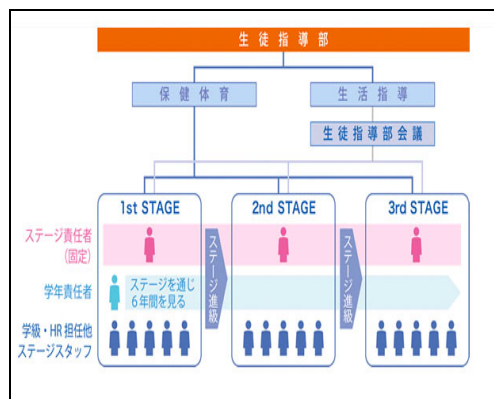 生徒指導部
保健体育
生活指導
生徒指導部会議
1st STAGE
2nd STAGE
3rd STAGE
ステージ責任者
(固定)
ステージ進級
ステージ進級
学年責任者
ステージを通じ
6年間を見る
学級・HR担任他
ステージスタッフ